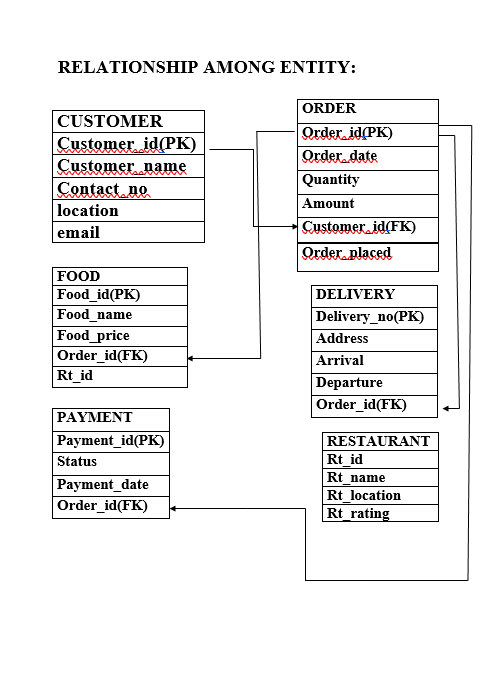 RELATIONSHIP AMONG ENTITY:
CUSTOMER
Customer_id(PK)
Customer_name
Contact_no
location
email
ORDER
Order_id(PK)
Order_date
Quantity
Amount
Customer_id(FK)
Order_placed
FOOD
Food_id(PK)
Food_name
Food_price
Order_id(FK)
Rt_id
DELIVERY
Delivery_no(PK)
Address
Arrival
Departure
Order_id(FK)
PAYMENT
Payment_id(PK)
Status
Payment_date
Order_id(FK)
RESTAURANT
Rt_id
Rt_name
Rt_location
Rt_rating